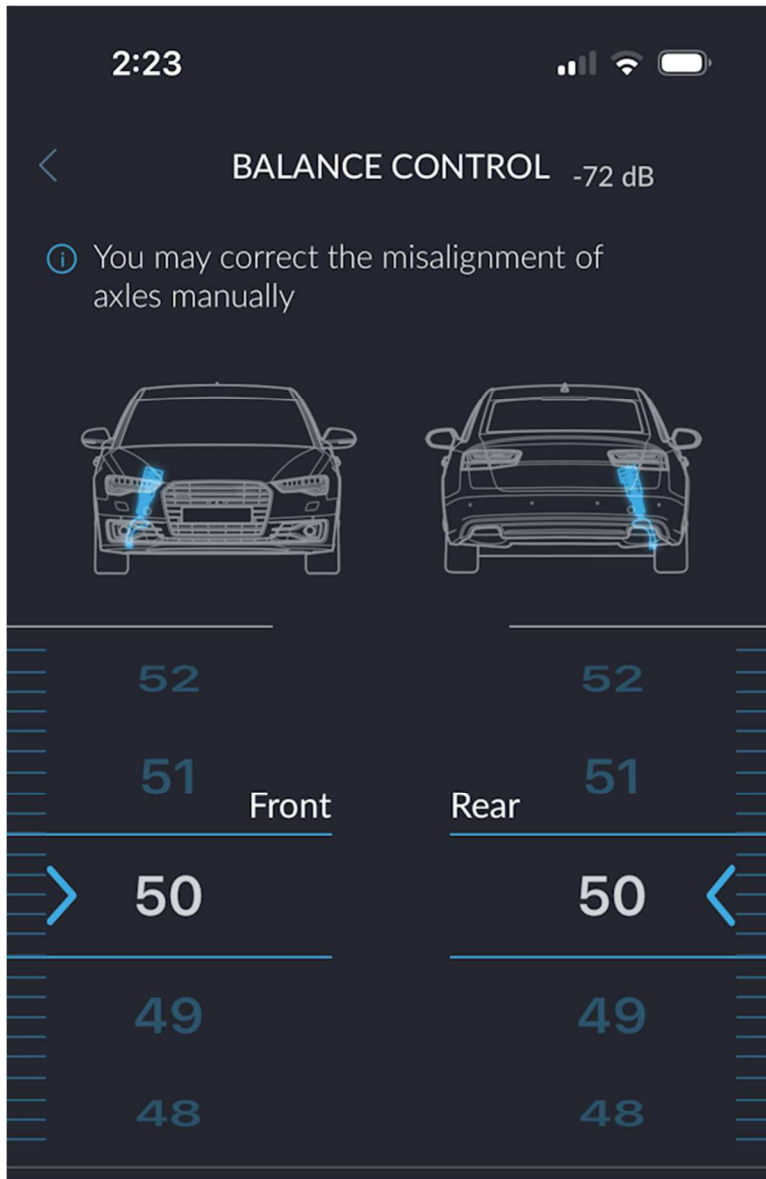 2:23
BALANCE CONTROL -72 dB
You may correct the misalignment of
axles manually
52 52
51 51
Front Rear
50 50
49 49
48 48